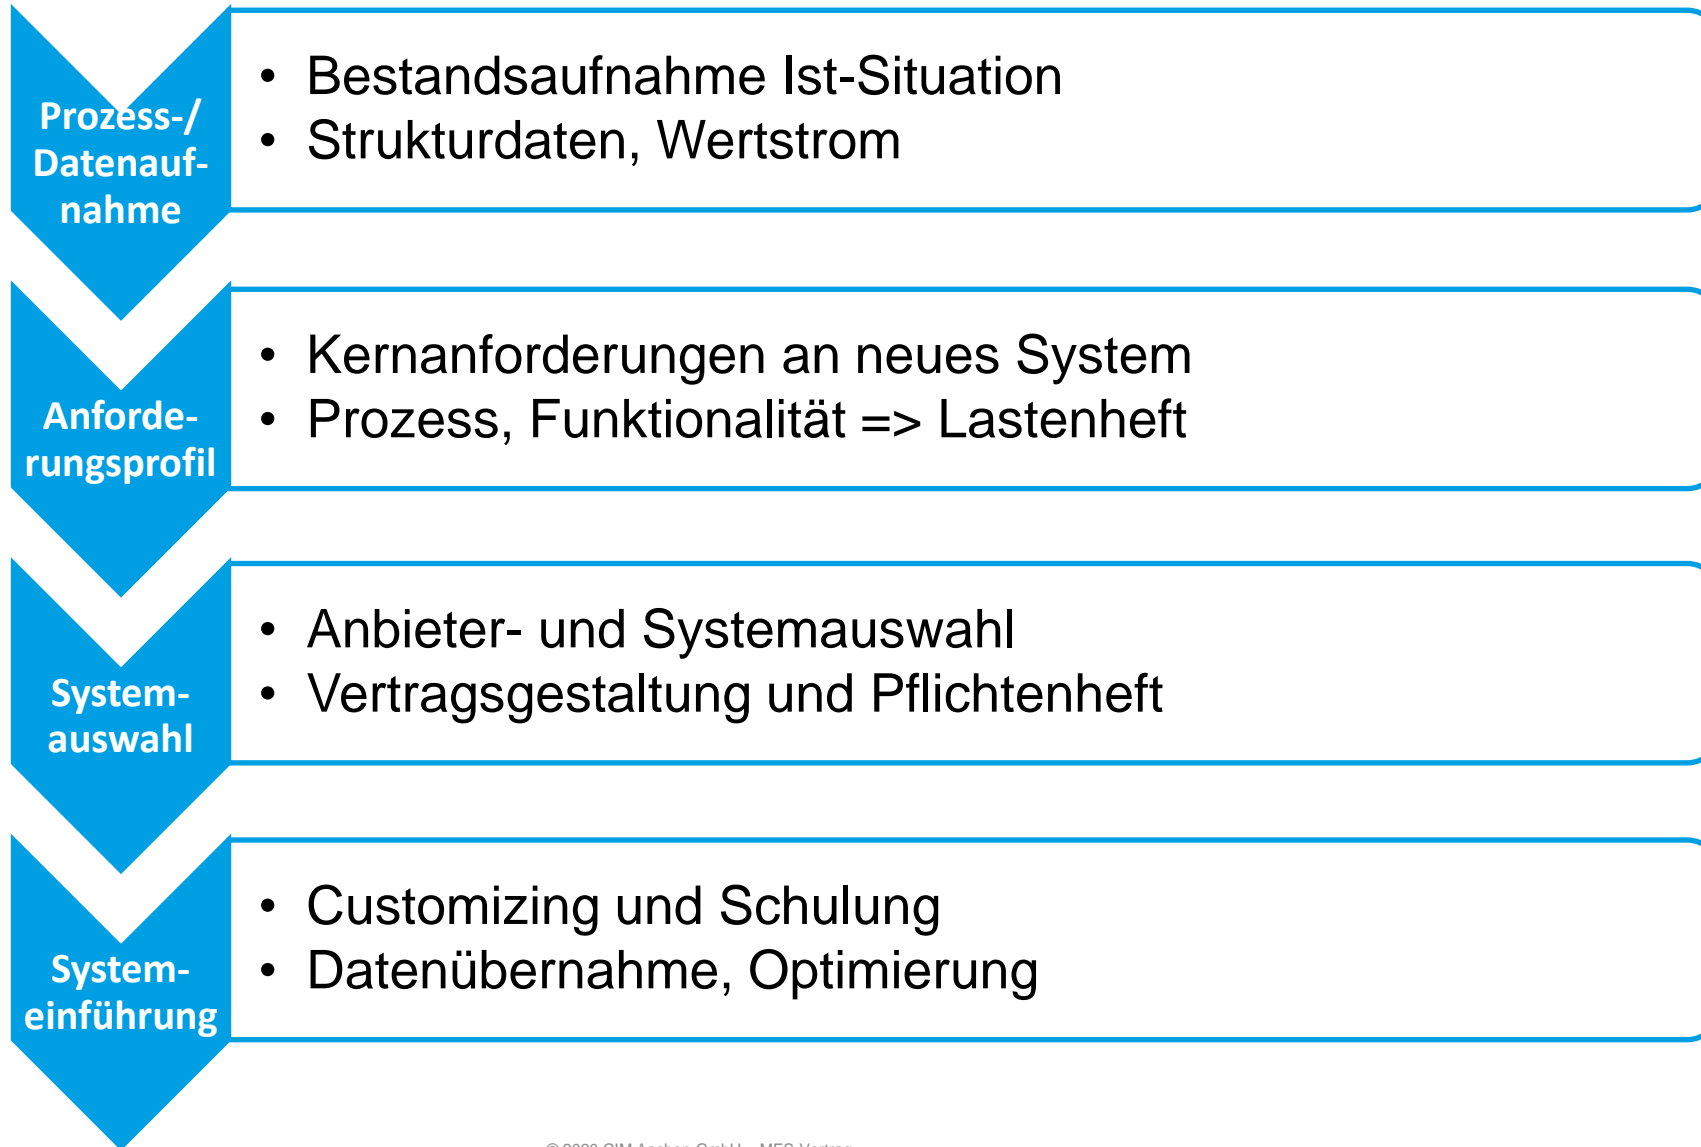 Prozess-/
Datenauf-
nahme
• Bestandsaufnahme Ist-Situation
• Strukturdaten, Wertstrom
Anforde-
rungsprofil
• Kernanforderungen an neues System
• Prozess, Funktionalität => Lastenheft
System-
auswahl
• Anbieter- und Systemauswahl
• Vertragsgestaltung und Pflichtenheft
System-
einführung
• Customizing und Schulung
• Datenübernahme, Optimierung